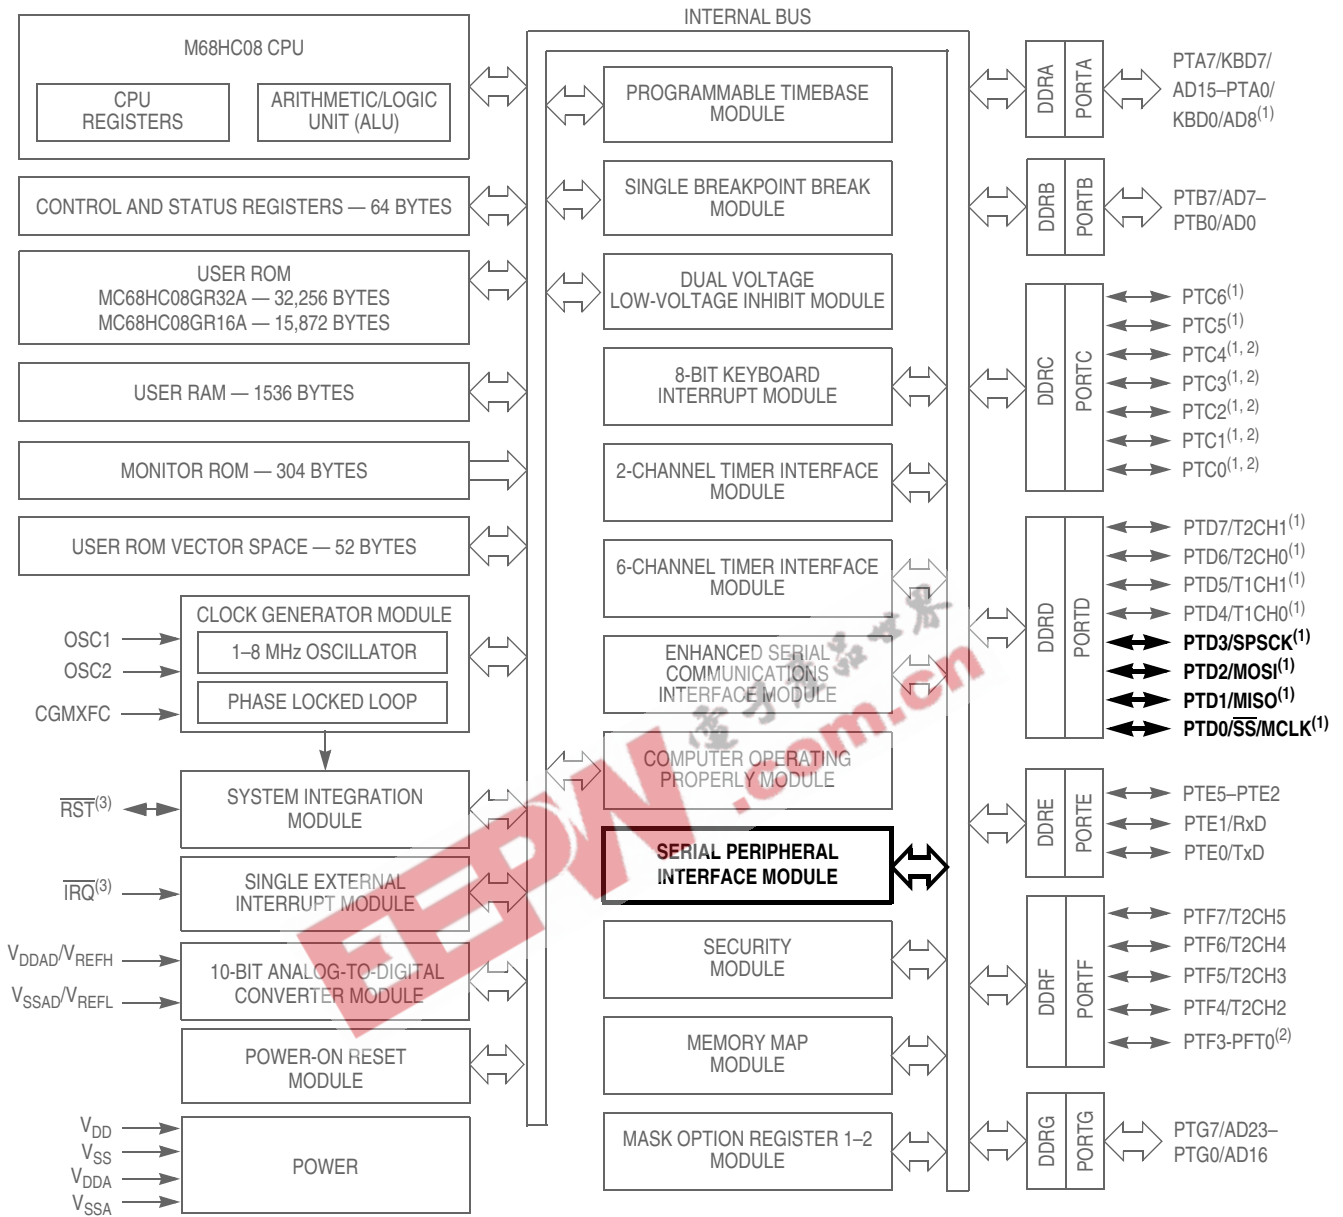 INTERNAL BUS
M68HC08 CPU
CPU
REGISTERS
ARITHMETIC/LOGIC
UNIT (ALU)
CONTROL AND STATUS REGISTERS — 64 BYTES
USER ROM
MC68HC08GR32A — 32,256 BYTES
MC68HC08GR16A — 15,872 BYTES
USER RAM — 1536 BYTES
MONITOR ROM — 304 BYTES
USER ROM VECTOR SPACE — 52 BYTES
OSC1
OSC2
CGMXFC
CLOCK GENERATOR MODULE
1–8 MHz OSCILLATOR
PHASE LOCKED LOOP
RST(3)
SYSTEM INTEGRATION
MODULE
IRQ(3)
SINGLE EXTERNAL
INTERRUPT MODULE
VDDAD/VREFH
VSSAD/VREFL
10-BIT ANALOG-TO-DIGITAL
CONVERTER MODULE
POWER-ON RESET
MODULE
VDD
VSS
VDDA
VSSA
POWER
PROGRAMMABLE TIMEBASE
MODULE
SINGLE BREAKPOINT BREAK
MODULE
DUAL VOLTAGE
LOW-VOLTAGE INHIBIT MODULE
8-BIT KEYBOARD
INTERRUPT MODULE
2-CHANNEL TIMER INTERFACE
MODULE
6-CHANNEL TIMER INTERFACE
MODULE
ENHANCED SERIAL
COMMUNICATIONS
INTERFACE MODULE
COMPUTER OPERATING
PROPERLY MODULE
SERIAL PERIPHERAL
INTERFACE MODULE
SECURITY
MODULE
MEMORY MAP
MODULE
MASK OPTION REGISTER 1–2
MODULE
DDRA
PORTA
PTA7/KBD7/
AD15–PTA0/
KBD0/AD8(1)
DDRB
PORTB
PTB7/AD7–
PTB0/AD0
DDRC
PORTC
PTC6(1)
PTC5(1)
PTC4(1, 2)
PTC3(1, 2)
PTC2(1, 2)
PTC1(1, 2)
PTC0(1, 2)
DDRD
PORTD
PTD7/T2CH1(1)
PTD6/T2CH0(1)
PTD5/T1CH1(1)
PTD4/T1CH0(1)
PTD3/SPSCK(1)
PTD2/MOSI(1)
PTD1/MISO(1)
PTD0/SS/MCLK(1)
DDRE
PORTE
PTE5–PTE2
PTE1/RxD
PTE0/TxD
DDRF
PORTF
PTF7/T2CH5
PTF6/T2CH4
PTF5/T2CH3
PTF4/T2CH2
PTF3-PFT0(2)
DDRG
PORTG
PTG7/AD23–
PTG0/AD16
電子產品世界
EEPW.com.cn